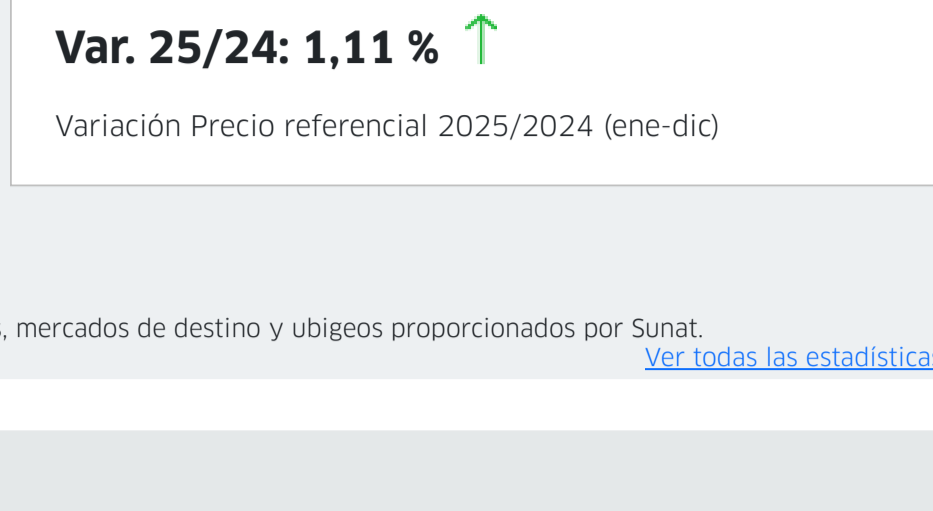 Var. 25/24: 1,11 %
Variación Precio referencial 2025/2024 (ene-dic)
, mercados de destino y ubigeos proporcionados por Sunat.
Ver todas las estadísticas